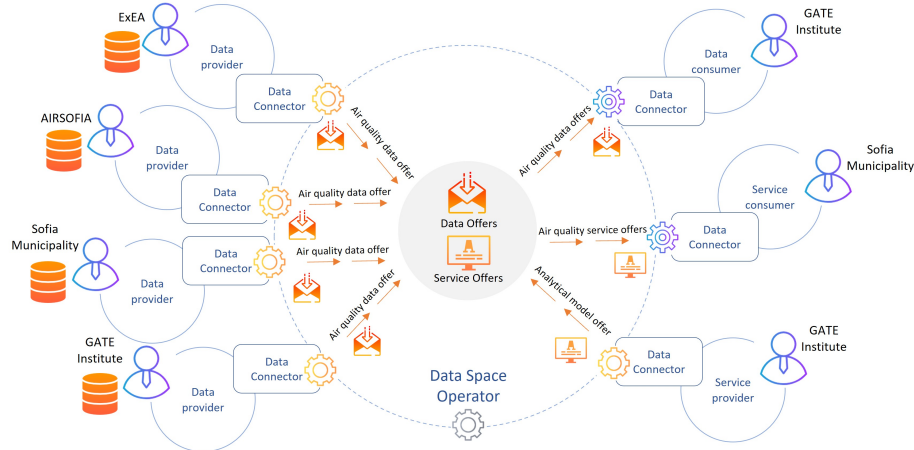 ExEA
Data
provider
Data
Connector
Air quality data offer
AIRSOFIA
Data
provider
Data
Connector
Air quality data offer
Sofia
Municipality
Data
provider
Data
Connector
Air quality data offer
GATE
Institute
Data
provider
Data
Connector
Air quality data offer
Data Offers
A
Service Offers
Data Space
Operator
GATE
Institute
Data
consumer
Data
Connector
Air quality data offers
Sofia
Municipality
Service
consumer
Data
Connector
Air quality service offers
A
GATE
Institute
Service
provider
Data
Connector
Analytical model offer
A